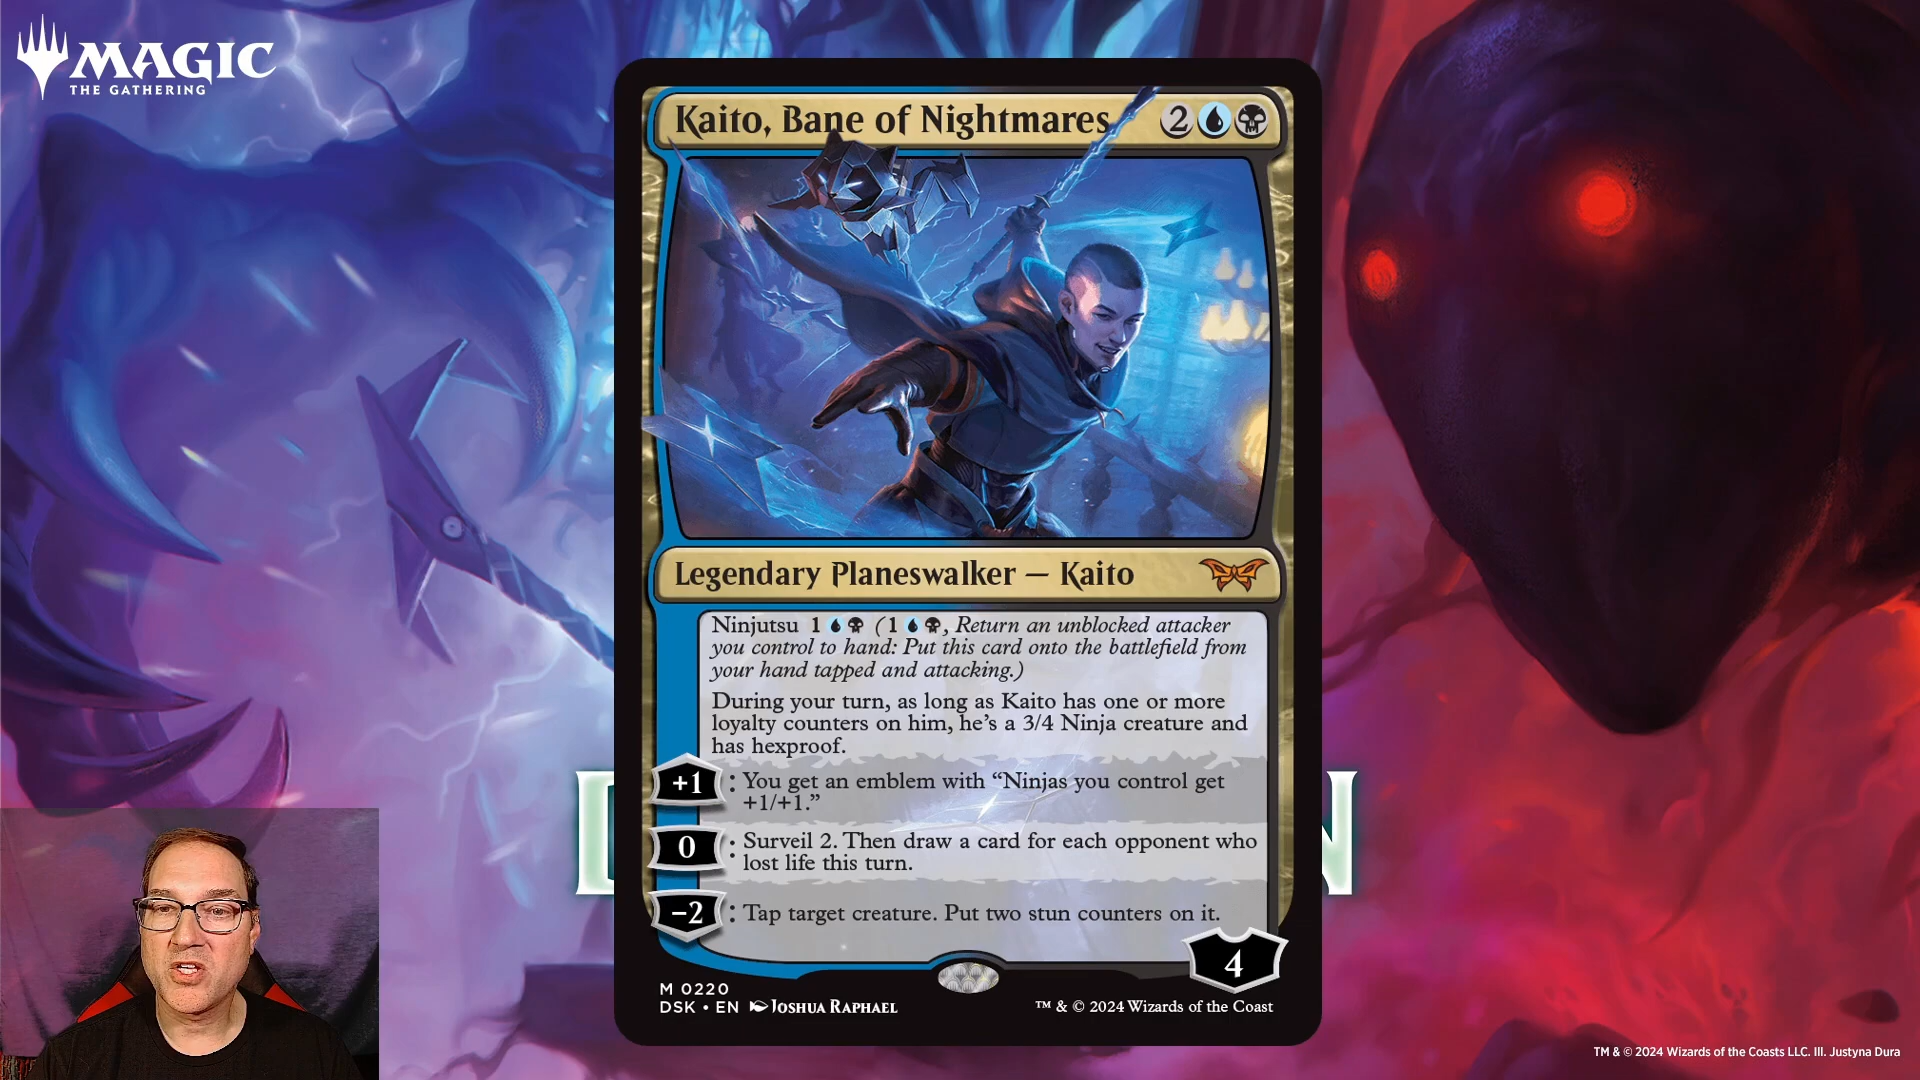 MAGIC
THE GATHERING
Kaito, Bane of Nightmares 2
Legendary Planeswalker — Kaito
Ninjutsu 1 (1 , Return an unblocked attacker
you control to hand: Put this card onto the battlefield from
your hand tapped and attacking.)
During your turn, as long as Kaito has one or more
loyalty counters on him, he's a 3/4 Ninja creature and
has hexproof.
+1 : You get an emblem with “Ninjas you control get
+1/+1.”
0 : Surveil 2. Then draw a card for each opponent who
lost life this turn.
−2 : Tap target creature. Put two stun counters on it.
4
M 0220
DSK • EN JOSHUA RAPHAEL
™ & © 2024 Wizards of the Coast
TM & © 2024 Wizards of the Coasts LLC. Ill. Justyna Dura